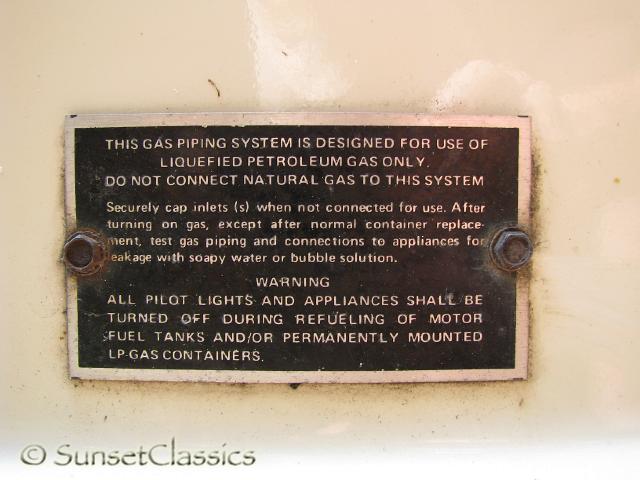 THIS GAS PIPING SYSTEM IS DESIGNED FOR USE OF
LIQUEFIED PETROLEUM GAS ONLY.
DO NOT CONNECT NATURAL GAS TO THIS SYSTEM
Securely cap inlets (s) when not connected for use. After
turning on gas, except after normal container replace-
ment, test gas piping and connections to appliances for
leakage with soapy water or bubble solution.
WARNING
ALL PILOT LIGHTS AND APPLIANCES SHALL BE
TURNED OFF DURING REFUELING OF MOTOR
FUEL TANKS AND/OR PERMANENTLY MOUNTED
LP-GAS CONTAINERS.
© SunsetClassics